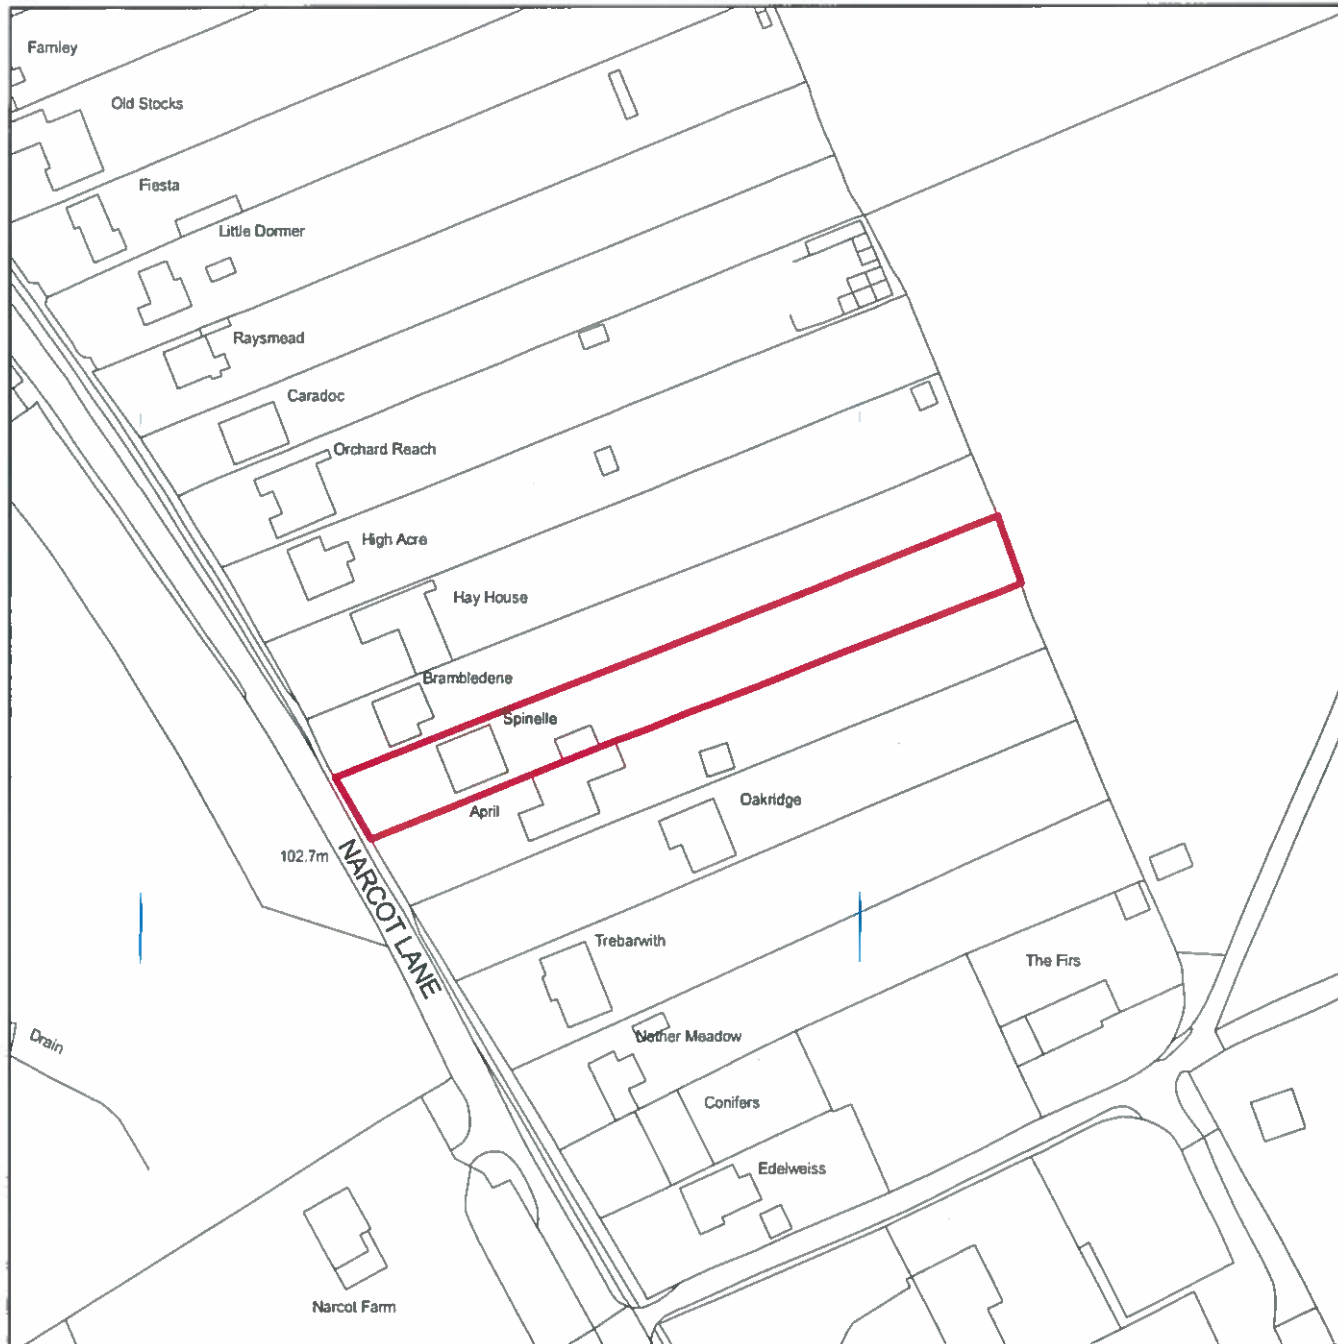 Farnley
Old Stocks
Fiesta
Little Dormer
Raysmead
Caradoc
Orchard Reach
High Acre
Hay House
Brambledene
Spinelle
April
Oakridge
102.7m
NARCOT LANE
Trebarwith
The Firs
Drain
Nether Meadow
Conifers
Edelweiss
Narcot Farm